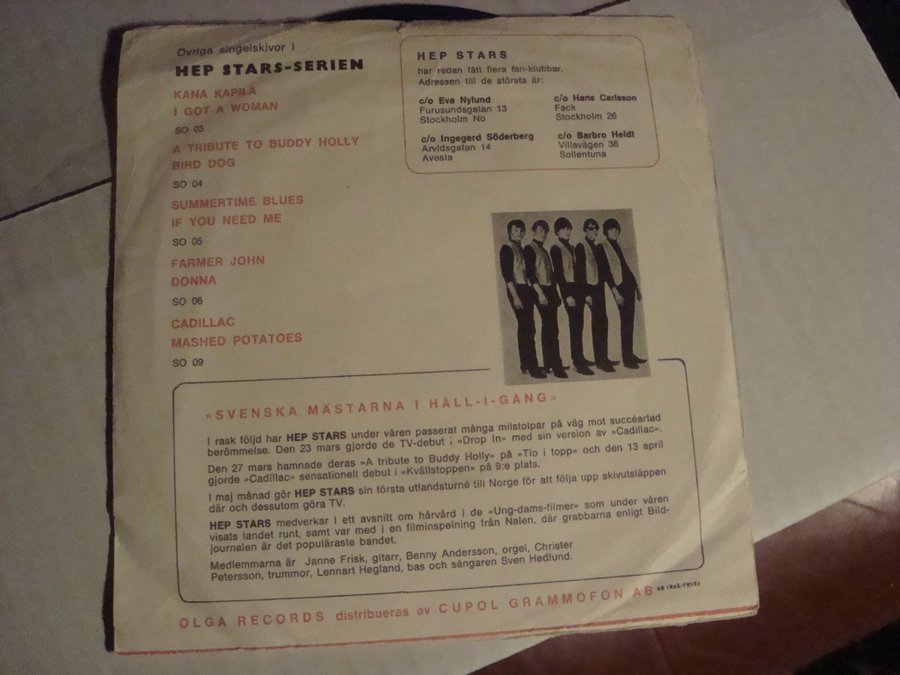 Övriga singelskivor i
HEP STARS-SERIEN
KANA KAPILA
I GOT A WOMAN
SO 03
A TRIBUTE TO BUDDY HOLLY
BIRD DOG
SO 04
SUMMERTIME BLUES
IF YOU NEED ME
SO 05
FARMER JOHN
DONNA
SO 06
CADILLAC
MASHED POTATOES
SO 09
HEP STARS
har redan fått flera fan-klubbar.
Adressen till de största är:
c/o Eva Nylund
Furusundsgatan 13
Stockholm No
c/o Hans Carlsson
Fack
Stockholm 26
c/o Ingegerd Söderberg
Arvidsgatan 14
Avesta
c/o Barbro Heidt
Villavägen 38
Sollentuna
»SVENSKA MÄSTARNA I HÅLL-I-GÅNG»
I rask följd har HEP STARS under våren passerat många milstolpar på väg mot succéartad
berömmelse. Den 23 mars gjorde de TV-debut i »Drop In» med sin version av »Cadillac».
Den 27 mars hamnade deras »A tribute to Buddy Holly» på »Tio i topp» och den 13 april
gjorde »Cadillac» sensationell debut i »Kvällstoppen» på 9:e plats.
I maj månad gör HEP STARS sin första utlandsturné till Norge för att följa upp skivutsläppen
där och dessutom göra TV.
HEP STARS medverkar i ett avsnitt om hårvård i de »Ung-dams-filmer» som under våren
visats landet runt, samt var med i en filminspelning från Nalen, där grabbarna enligt Bild-
journalen är det populäraste bandet.
Medlemmarna är Janne Frisk, gitarr, Benny Andersson, orgel, Christer
Petersson, trummor, Lennart Hegland, bas och sångaren Sven Hedlund.
OLGA RECORDS distribueras av CUPOL GRAMMOFON AB